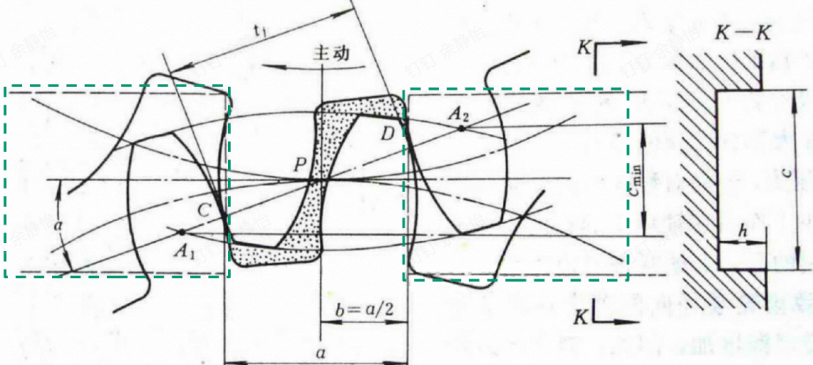 t₁
主动
K
K—K
A₂
D
P
C
α
A₁
c_min
c
h
b=a/2
K
a